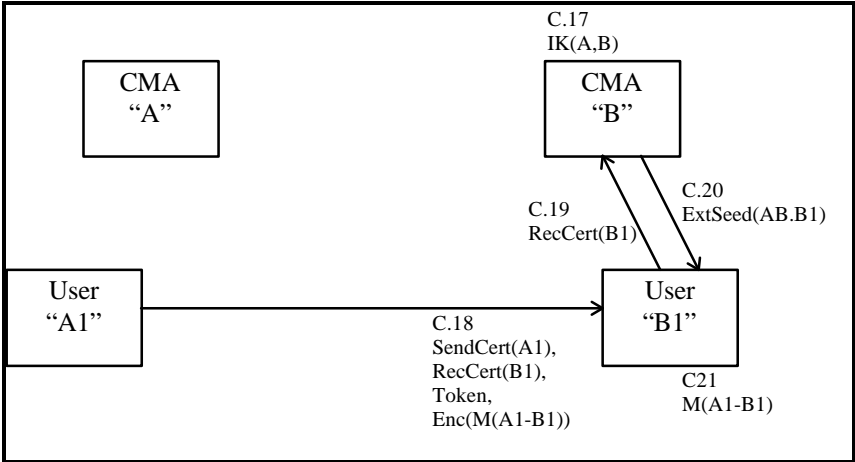 C.17
IK(A,B)
CMA
“A”
CMA
“B”
C.19
RecCert(B1)
C.20
ExtSeed(AB.B1)
User
“A1”
User
“B1”
C.18
SendCert(A1),
RecCert(B1),
Token,
Enc(M(A1-B1))
C21
M(A1-B1)